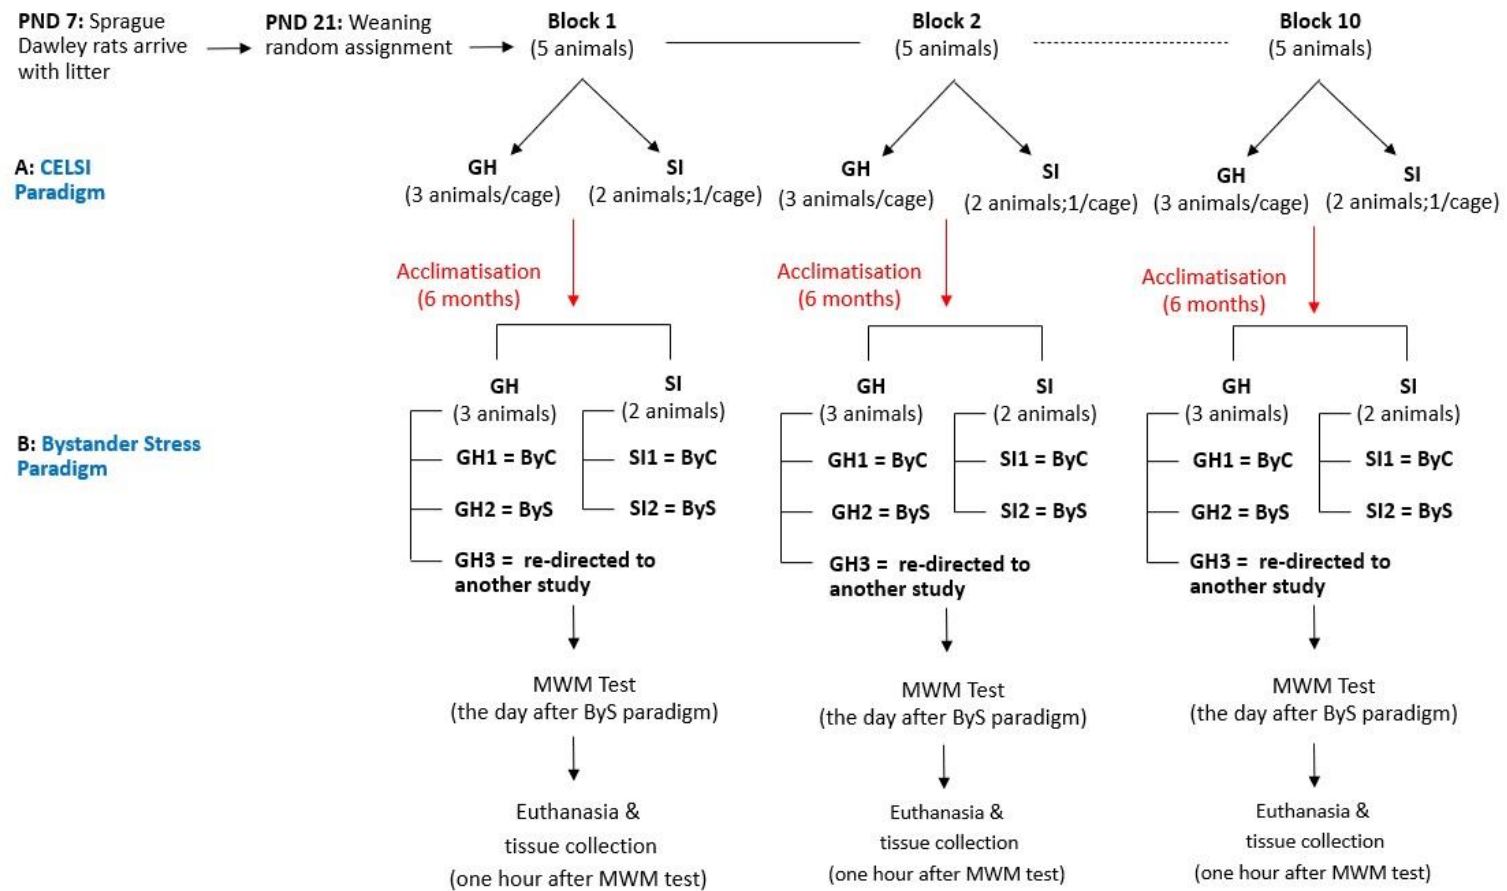 PND 7: Sprague
Dawley rats arrive
with litter
PND 21: Weaning
random assignment
Block 1
(5 animals)
Block 2
(5 animals)
Block 10
(5 animals)
A: CELSI
Paradigm
GH
(3 animals/cage)
SI
(2 animals;1/cage)
GH
(3 animals/cage)
SI
(2 animals;1/cage)
GH
(3 animals/cage)
SI
(2 animals;1/cage)
Acclimatisation
(6 months)
Acclimatisation
(6 months)
Acclimatisation
(6 months)
B: Bystander Stress
Paradigm
GH
(3 animals)
GH1 = ByC
GH2 = ByS
GH3 = re-directed to
another study
SI
(2 animals)
SI1 = ByC
SI2 = ByS
GH
(3 animals)
GH1 = ByC
GH2 = ByS
GH3 = re-directed to
another study
SI
(2 animals)
SI1 = ByC
SI2 = ByS
GH
(3 animals)
GH1 = ByC
GH2 = ByS
GH3 = re-directed to
another study
SI
(2 animals)
SI1 = ByC
SI2 = ByS
MWM Test
(the day after ByS paradigm)
MWM Test
(the day after ByS paradigm)
MWM Test
(the day after ByS paradigm)
Euthanasia &
tissue collection
(one hour after MWM test)
Euthanasia &
tissue collection
(one hour after MWM test)
Euthanasia &
tissue collection
(one hour after MWM test)